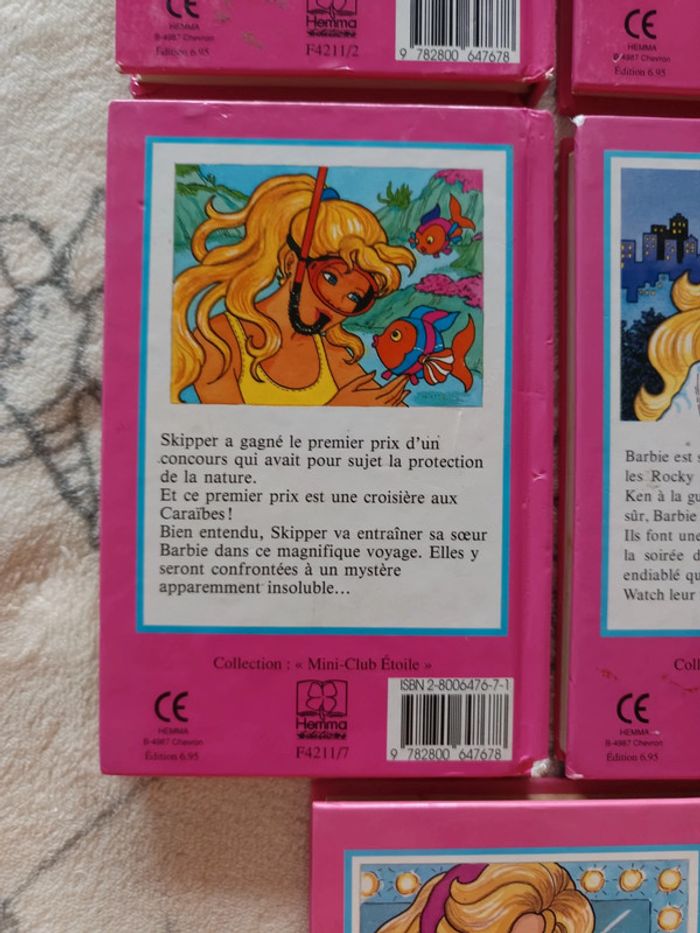 CE
HEMMA
B-4987 Chevron
Édition 6.95
Hemma
éditions
F4211/2
9 782800 647678
CE
HEMMA
B-4987 Chevron
Édition 6.95
Skipper a gagné le premier prix d'un
concours qui avait pour sujet la protection
de la nature.
Et ce premier prix est une croisière aux
Caraïbes !
Bien entendu, Skipper va entraîner sa sœur
Barbie dans ce magnifique voyage. Elles y
seront confrontées à un mystère
apparemment insoluble...
Collection : « Mini-Club Étoile »
CE
HEMMA
B-4987 Chevron
Édition 6.95
Hemma
éditions
F4211/7
ISBN 2-8006476-7-1
9 782800 647678
Barbie est
les Rocky
Ken à la
sûr, Barbie
Ils font une
la soirée
endiablé
Watch leur
CE
HEMMA
B-4987 Chevron
Édition 6.95